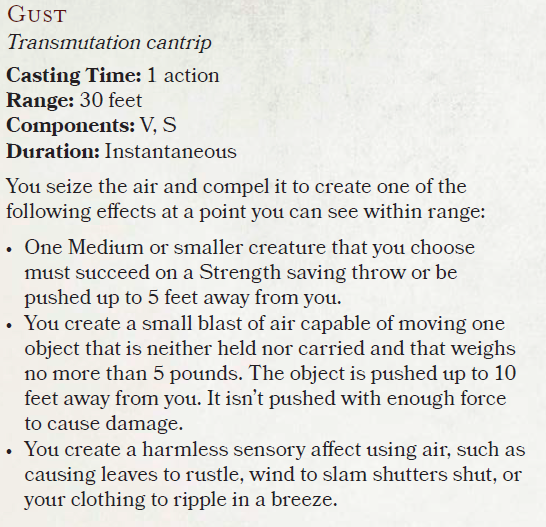 GUST
Transmutation cantrip
Casting Time: 1 action
Range: 30 feet
Components: V, S
Duration: Instantaneous
You seize the air and compel it to create one of the
following effects at a point you can see within range:
• One Medium or smaller creature that you choose
must succeed on a Strength saving throw or be
pushed up to 5 feet away from you.
• You create a small blast of air capable of moving one
object that is neither held nor carried and that weighs
no more than 5 pounds. The object is pushed up to 10
feet away from you. It isn’t pushed with enough force
to cause damage.
• You create a harmless sensory affect using air, such as
causing leaves to rustle, wind to slam shutters shut, or
your clothing to ripple in a breeze.